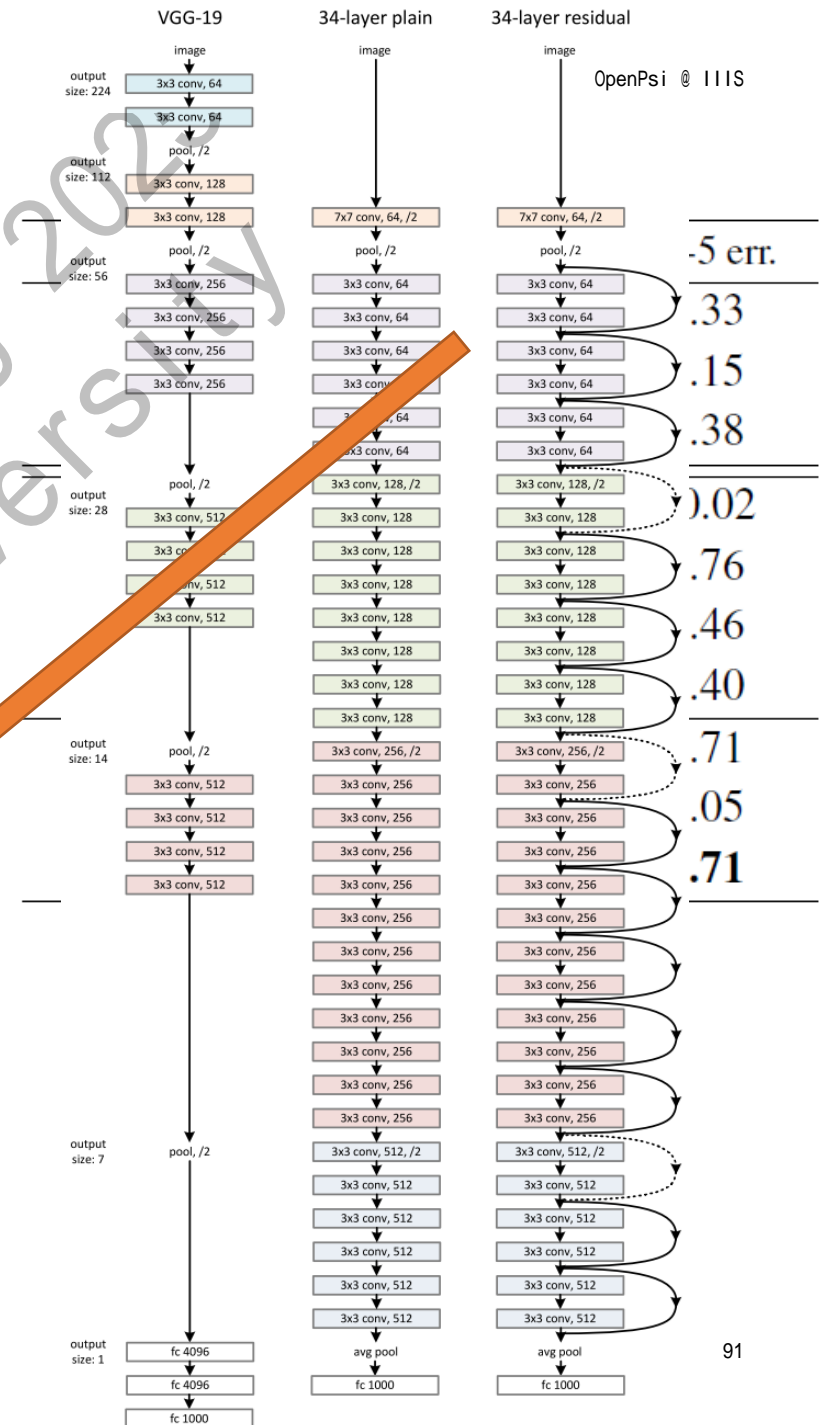 VGG-19
34-layer plain
34-layer residual
OpenPsi @ IIIS
image
output
size: 224
3x3 conv, 64
3x3 conv, 64
pool, /2
output
size: 112
3x3 conv, 128
3x3 conv, 128
pool, /2
output
size: 56
3x3 conv, 256
3x3 conv, 256
3x3 conv, 256
3x3 conv, 256
pool, /2
output
size: 28
3x3 conv, 512
3x3
512
3x3 conv, 512
output
size: 14
pool, /2
3x3 conv, 512
3x3 conv, 512
3x3 conv, 512
3x3 conv, 512
output
size: 7
pool, /2
output
size: 1
fc 4096
fc 4096
fc 1000
image
7x7 conv, 64, /2
pool, /2
3x3 conv, 64
3x3 conv, 64
3x3 conv, 64
3x3
64
3x3 conv, 64
3x3 conv, 128, /2
3x3 conv, 128
3x3 conv, 128
3x3 conv, 128
3x3 conv, 128
3x3 conv, 128
3x3 conv, 128
3x3 conv, 128
3x3 conv, 256, /2
3x3 conv, 256
3x3 conv, 256
3x3 conv, 256
3x3 conv, 256
3x3 conv, 256
3x3 conv, 256
3x3 conv, 256
3x3 conv, 256
3x3 conv, 256
3x3 conv, 256
3x3 conv, 256
3x3 conv, 512, /2
3x3 conv, 512
3x3 conv, 512
3x3 conv, 512
3x3 conv, 512
3x3 conv, 512
avg pool
fc 1000
image
7x7 conv, 64, /2
pool, /2
3x3 conv, 64
3x3 conv, 64
3x3 conv, 64
3x3 conv, 64
3x3 conv, 64
3x3 conv, 64
3x3 conv, 128, /2
3x3 conv, 128
3x3 conv, 128
3x3 conv, 128
3x3 conv, 128
3x3 conv, 128
3x3 conv, 128
3x3 conv, 128
3x3 conv, 256, /2
3x3 conv, 256
3x3 conv, 256
3x3 conv, 256
3x3 conv, 256
3x3 conv, 256
3x3 conv, 256
3x3 conv, 256
3x3 conv, 256
3x3 conv, 256
3x3 conv, 256
3x3 conv, 256
3x3 conv, 512, /2
3x3 conv, 512
3x3 conv, 512
3x3 conv, 512
3x3 conv, 512
3x3 conv, 512
avg pool
fc 1000
-5 err.
.33
.15
.38
.02
.76
.46
.40
.71
.05
.71
91